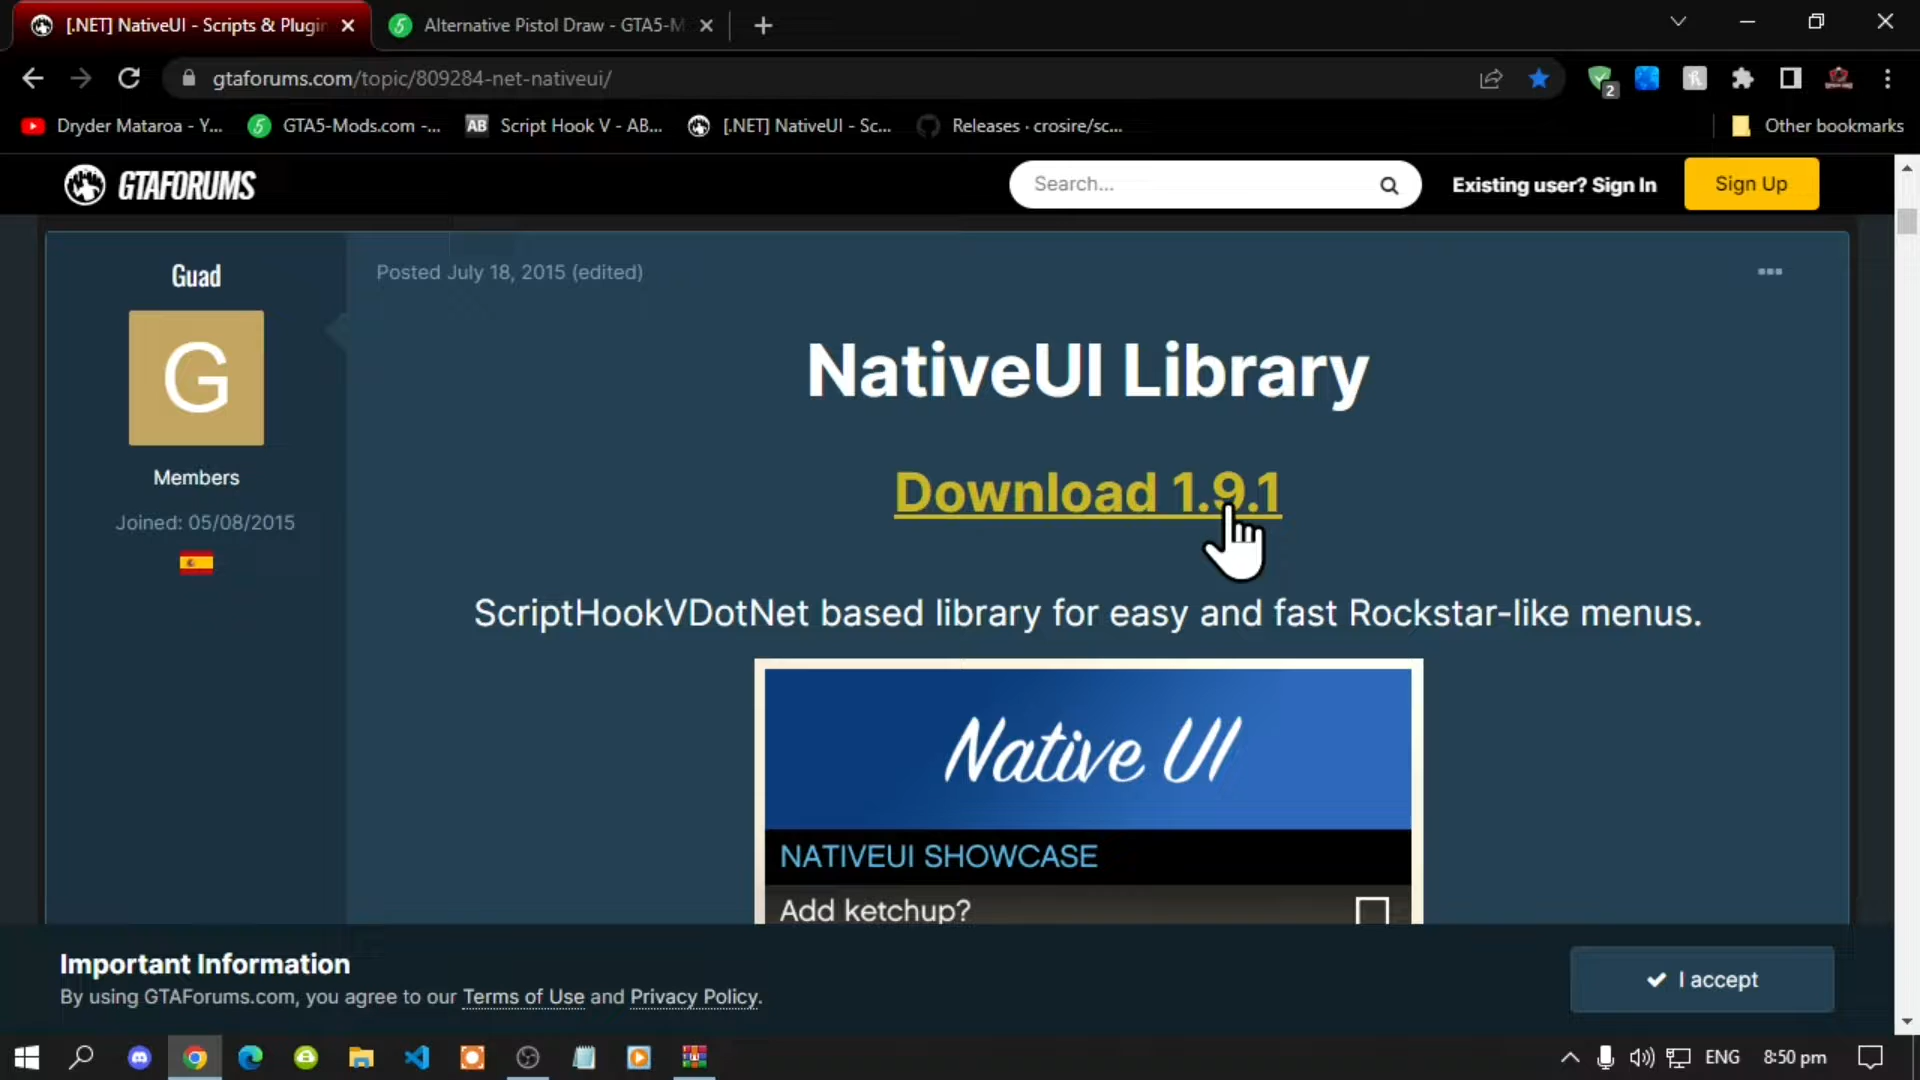 [.NET] NativeUI - Scripts & Plugin
Alternative Pistol Draw - GTA5-M
gtaforums.com/topic/809284-net-nativeui/
2
Dryder Mataroa - Y...
GTA5-Mods.com -...
AB
Script Hook V - AB...
[.NET] NativeUI - Sc...
Releases · crosire/sc...
Other bookmarks
GTAFORUMS
Search...
Existing user? Sign In
Sign Up
Guad
G
Members
Joined: 05/08/2015
Posted July 18, 2015 (edited)
NativeUI Library
Download 1.9.1
ScriptHookVDotNet based library for easy and fast Rockstar-like menus.
Native UI
NATIVEUI SHOWCASE
Add ketchup?
Important Information
By using GTAForums.com, you agree to our Terms of Use and Privacy Policy.
I accept
ENG
8:50 pm